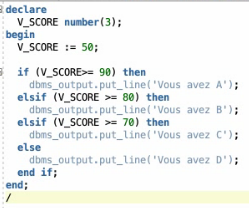 declare
  V_SCORE number(3);
begin
  V_SCORE := 50;

  if (V_SCORE>= 90) then
    dbms_output.put_line('Vous avez A');
  elsif (V_SCORE >= 80) then
    dbms_output.put_line('Vous avez B');
  elsif (V_SCORE >= 70) then
    dbms_output.put_line('Vous avez C');
  else
    dbms_output.put_line('Vous avez D');
  end if;
end;
/